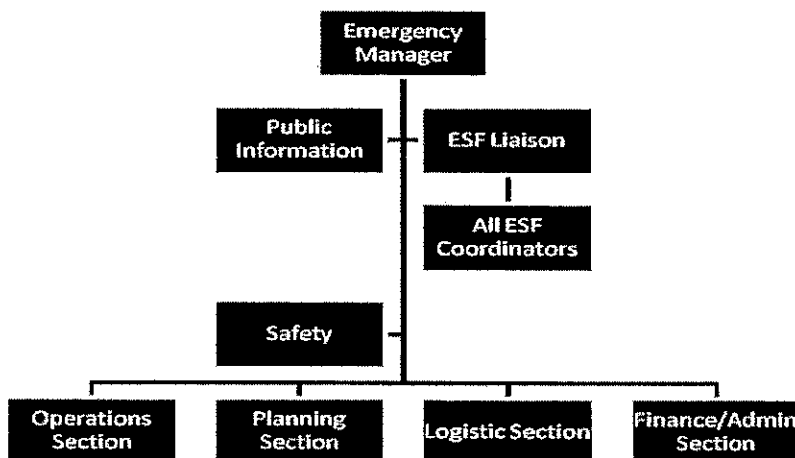 Emergency
Manager
Public
Information
ESF Liaison
All ESF
Coordinators
Safety
Operations
Section
Planning
Section
Logistic Section
Finance/Admin
Section